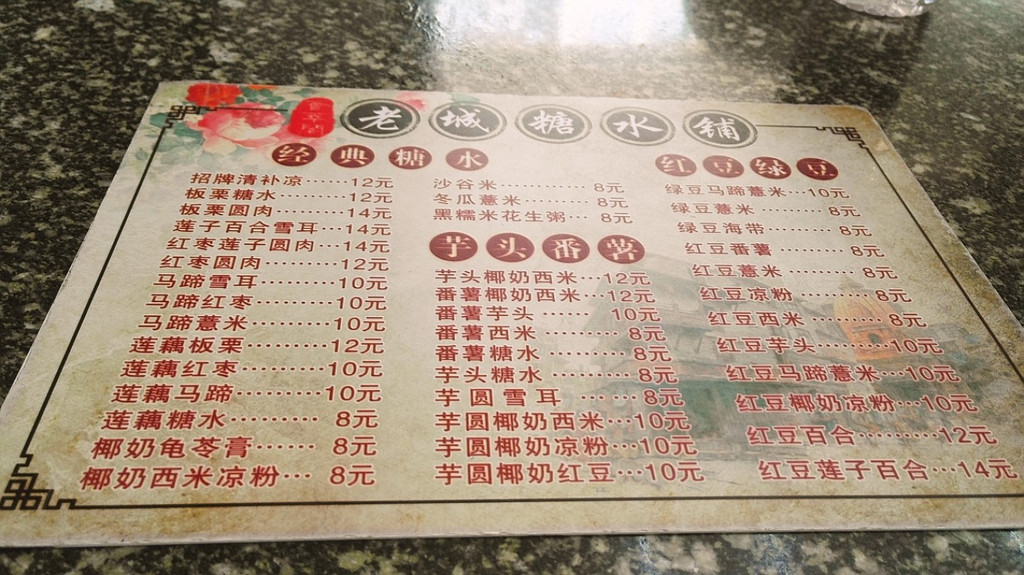 老城糖水铺
经典糖水
招牌清补凉……12元
板栗糖水………12元
板栗圆肉………14元
莲子百合雪耳…14元
红枣莲子圆肉…14元
红枣圆肉………12元
马蹄雪耳………10元
马蹄红枣………10元
马蹄薏米………10元
莲藕板栗………12元
莲藕红枣………10元
莲藕马蹄………10元
莲藕糖水………8元
椰奶龟苓膏…8元
椰奶西米凉粉…8元
沙谷米…………8元
冬瓜薏米………8元
黑糯米花生粥…8元
芋头番薯
芋头椰奶西米…12元
番薯椰奶西米…12元
番薯芋头……10元
番薯西米………8元
番薯糖水………8元
芋头糖水………8元
芋圆雪耳……8元
芋圆椰奶西米…10元
芋圆椰奶凉粉…10元
芋圆椰奶红豆…10元
红豆绿豆
绿豆马蹄薏米…10元
绿豆薏米………8元
绿豆海带………8元
红豆番薯………8元
红豆薏米………8元
红豆凉粉………8元
红豆西米………8元
红豆芋头………10元
红豆马蹄薏米…10元
红豆椰奶凉粉…10元
红豆百合………12元
红豆莲子百合…14元